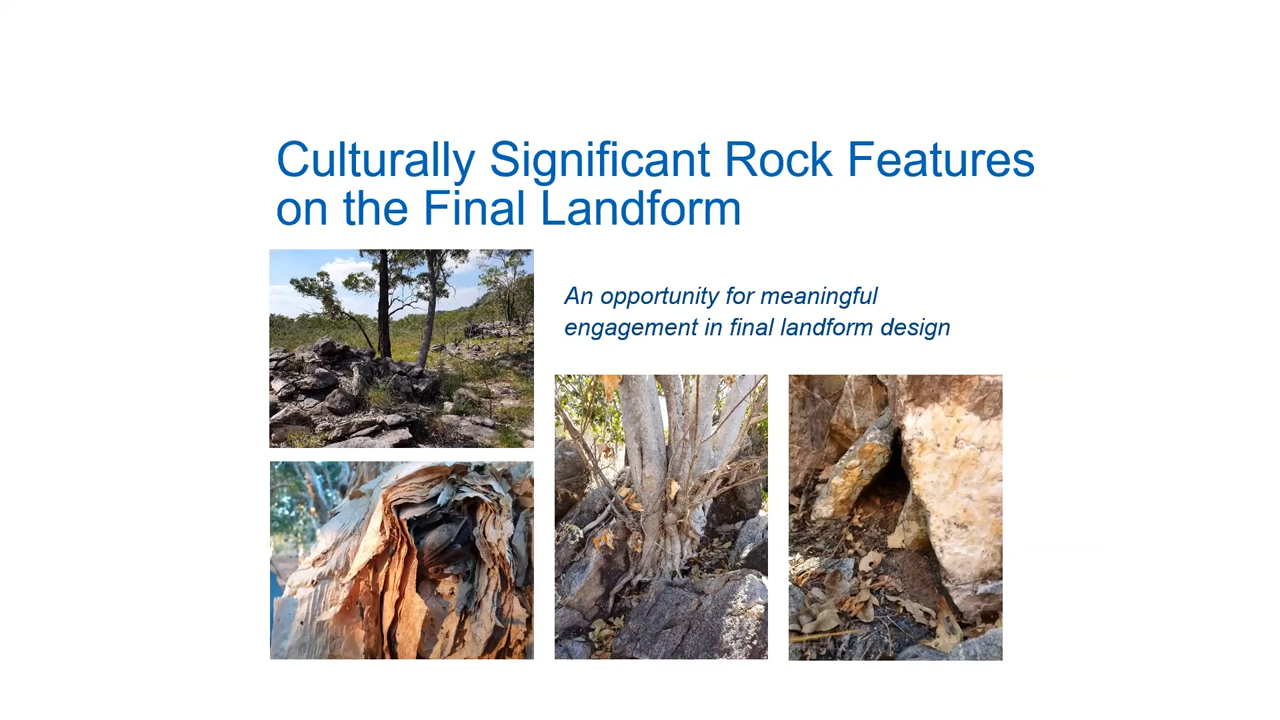 Culturally Significant Rock Features
on the Final Landform
An opportunity for meaningful
engagement in final landform design